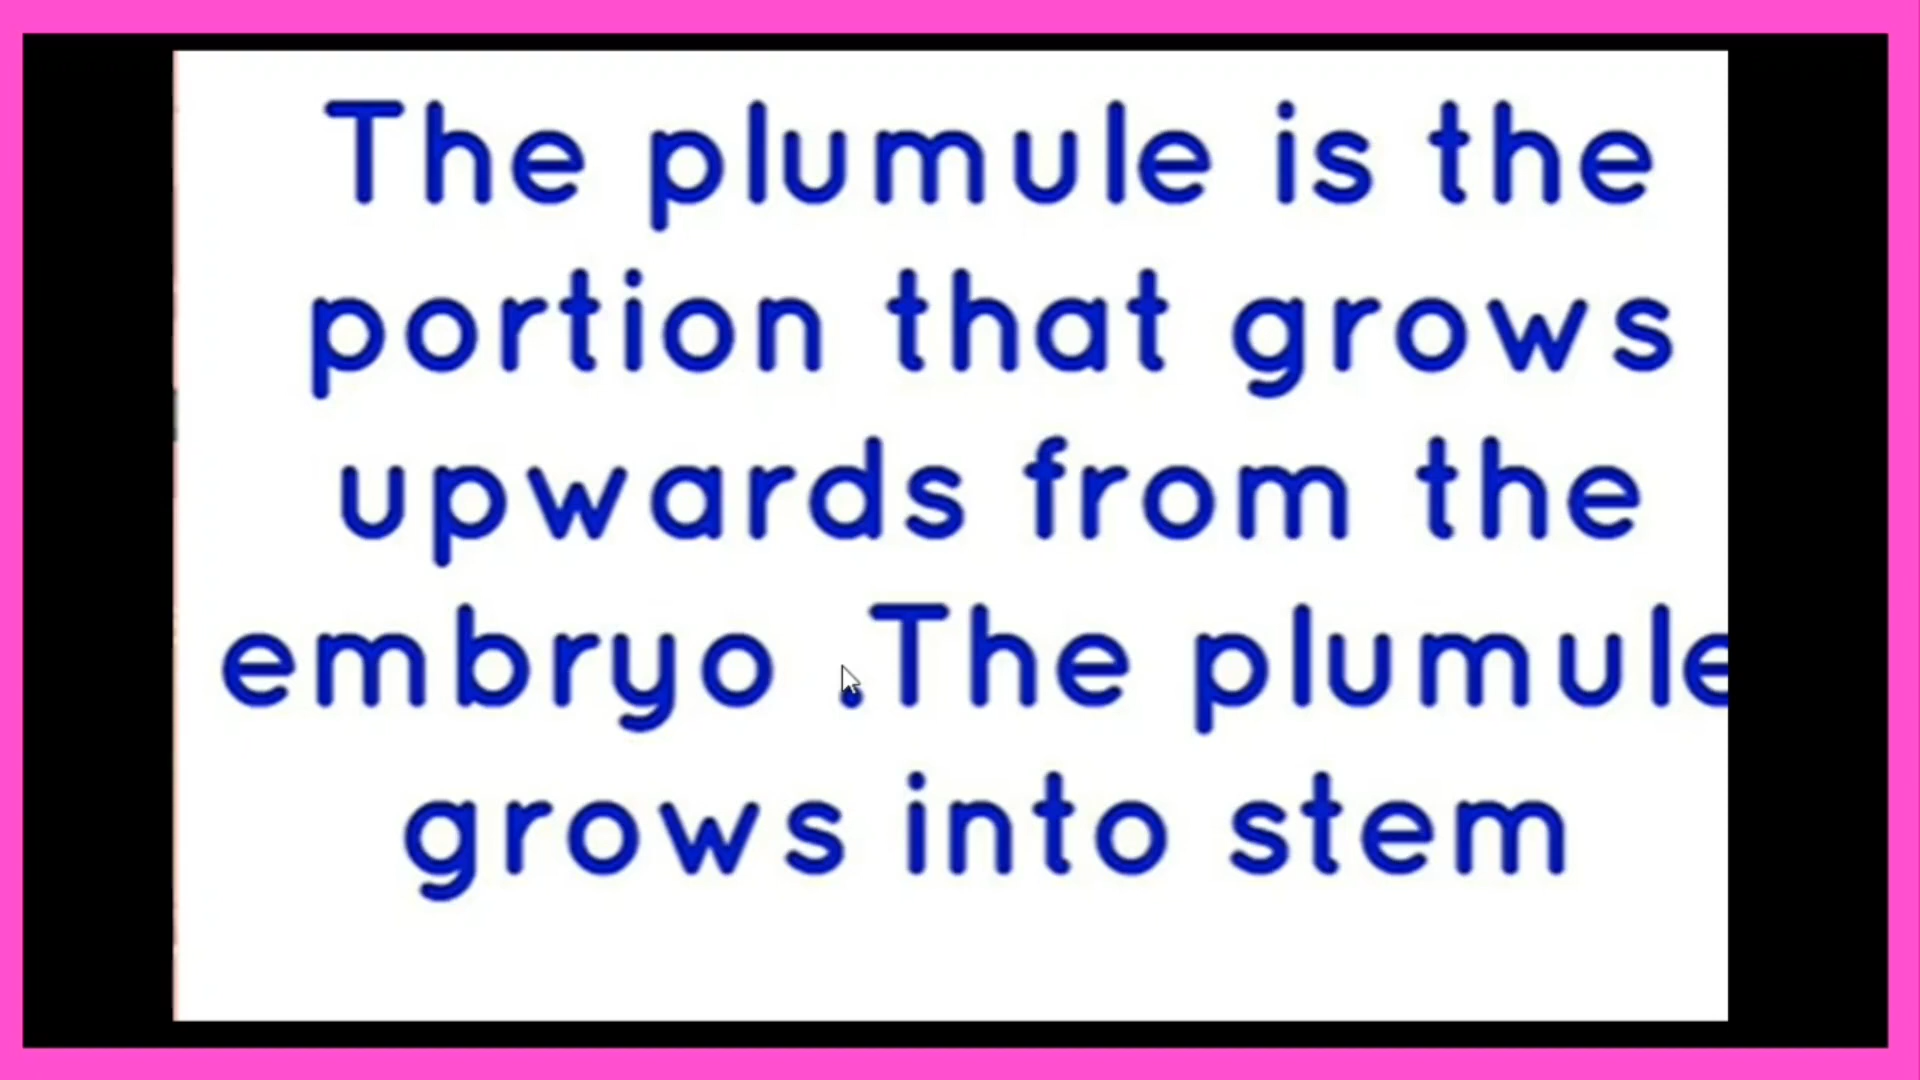 The plumule is the
portion that grows
upwards from the
embryo .The plumule
grows into stem